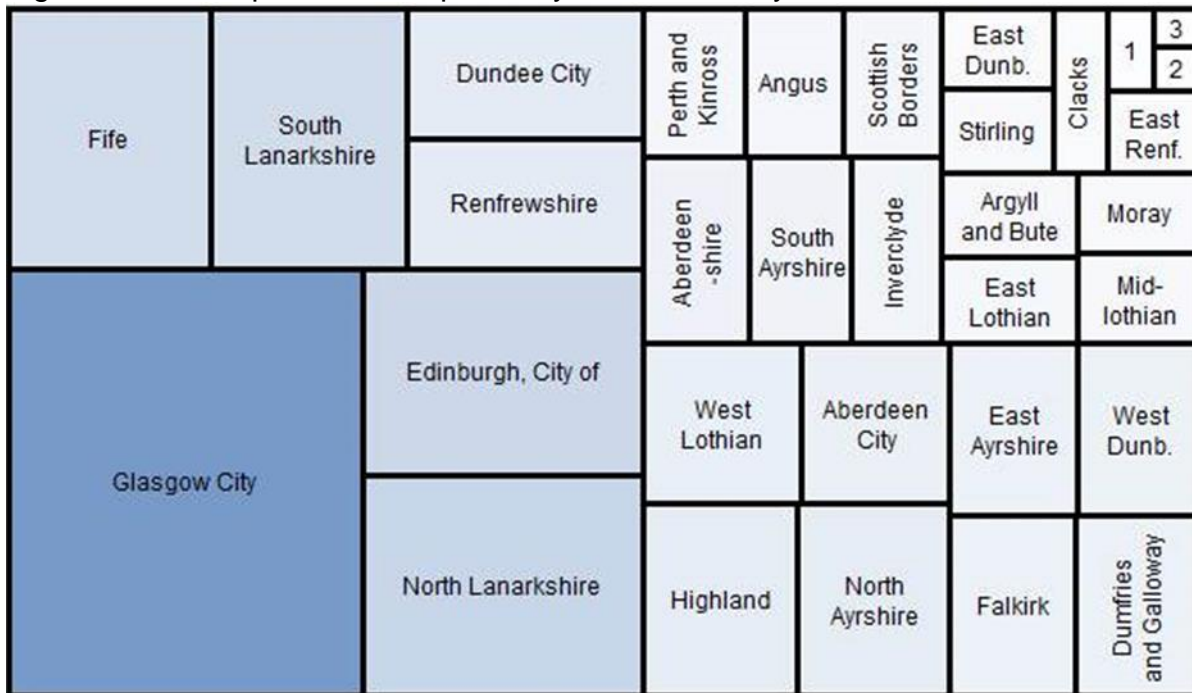 Fife
South
Lanarkshire
Dundee City
Renfrewshire
Glasgow City
Edinburgh, City of
North Lanarkshire
Perth and
Kinross
Angus
Scottish
Borders
Aberdeen
-shire
South
Ayrshire
Inverclyde
East
Dunb.
Stirling
Clacks
1
3
2
East
Renf.
Argyll
and Bute
Moray
East
Lothian
Mid-
lothian
West
Lothian
Aberdeen
City
East
Ayrshire
West
Dunb.
Highland
North
Ayrshire
Falkirk
Dumfries
and Galloway